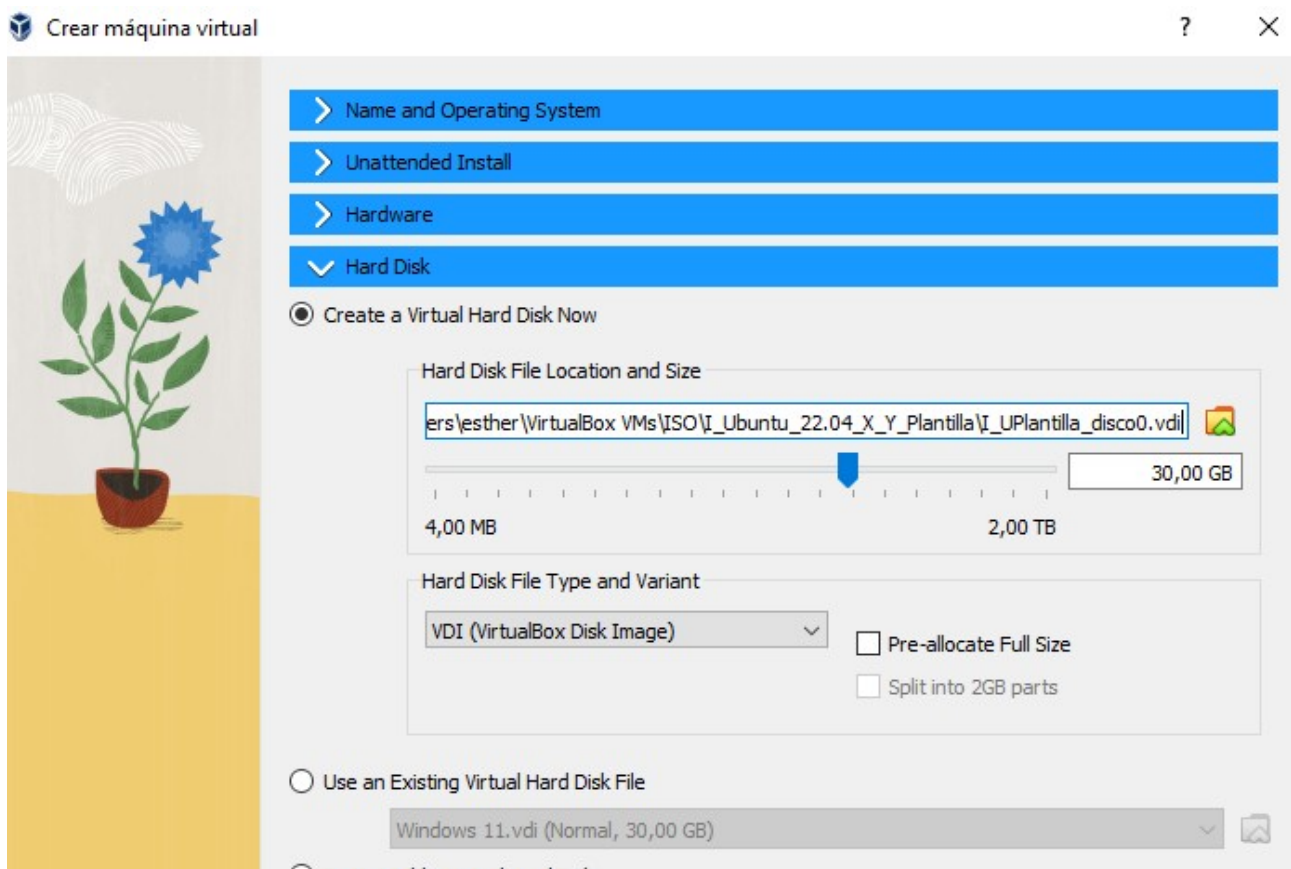 Crear máquina virtual ?
Name and Operating System
Unattended Install
Hardware
Hard Disk
Create a Virtual Hard Disk Now
Hard Disk File Location and Size
ers\esther\VirtualBox VMs\ISO\I_Ubuntu_22.04_X_Y_Plantilla\I_UPlantilla_disco0.vdi
30,00 GB
4,00 MB 2,00 TB
Hard Disk File Type and Variant
VDI (VirtualBox Disk Image)
Pre-allocate Full Size
Split into 2GB parts
Use an Existing Virtual Hard Disk File
Windows 11.vdi (Normal, 30,00 GB)